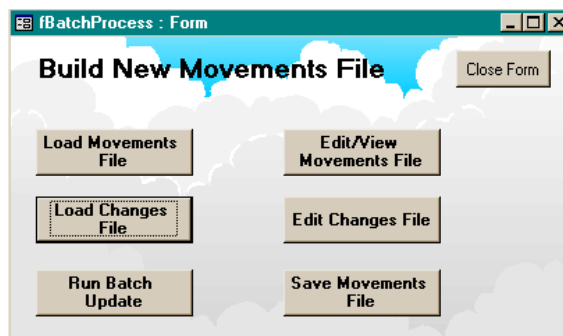 fBatchProcess : Form
Build New Movements File
Close Form
Load Movements
File
Edit/View
Movements File
Load Changes
File
Edit Changes File
Run Batch
Update
Save Movements
File